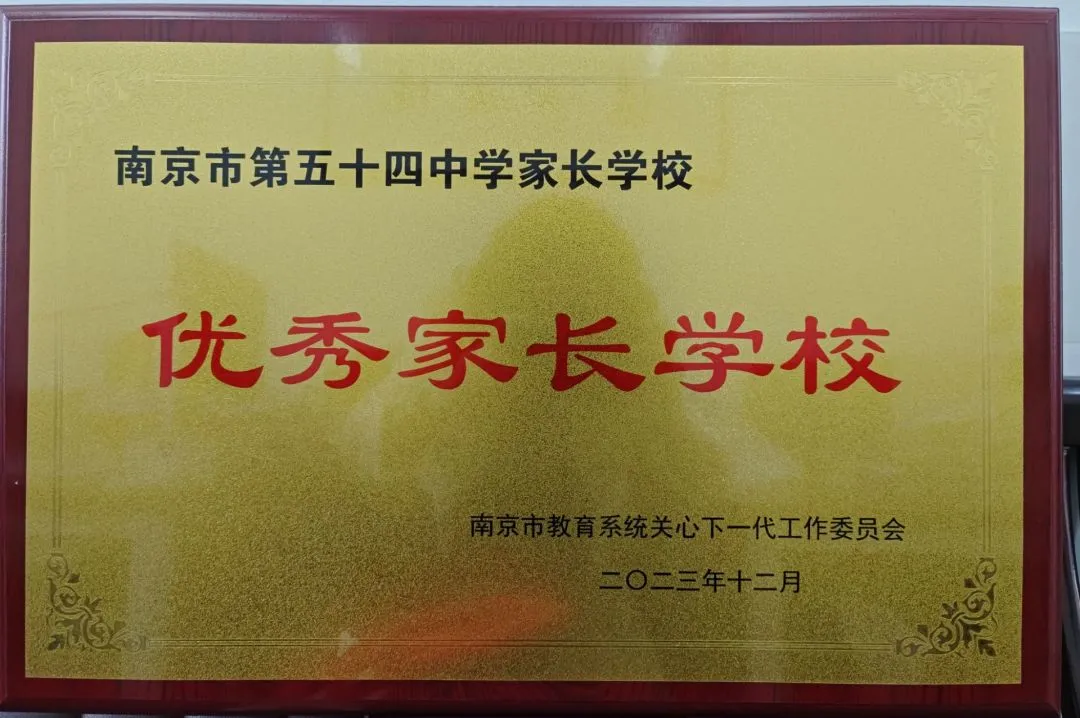 南京市第五十四中学家长学校
优秀家长学校
南京市教育系统关心下一代工作委员会
二〇二三年十二月